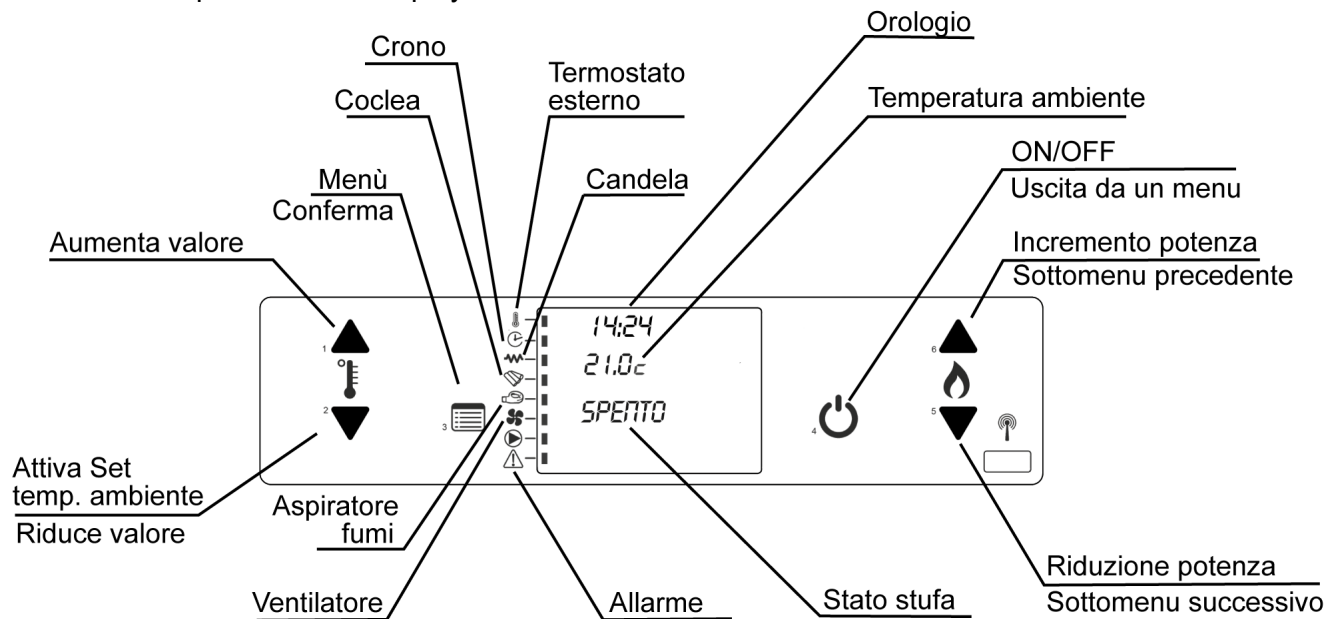 Orologio
Crono
Termostato
esterno
Coclea
Temperatura ambiente
ON/OFF
Uscita da un menu
Menù
Conferma
Candela
Aumenta valore
Incremento potenza
Sottomenu precedente
14:24
1
6
21.0c
2
3
SPENTO
4
5
Attiva Set
temp. ambiente
Riduce valore
Aspiratore
fumi
Riduzione potenza
Sottomenu successivo
Ventilatore
Allarme
Stato stufa